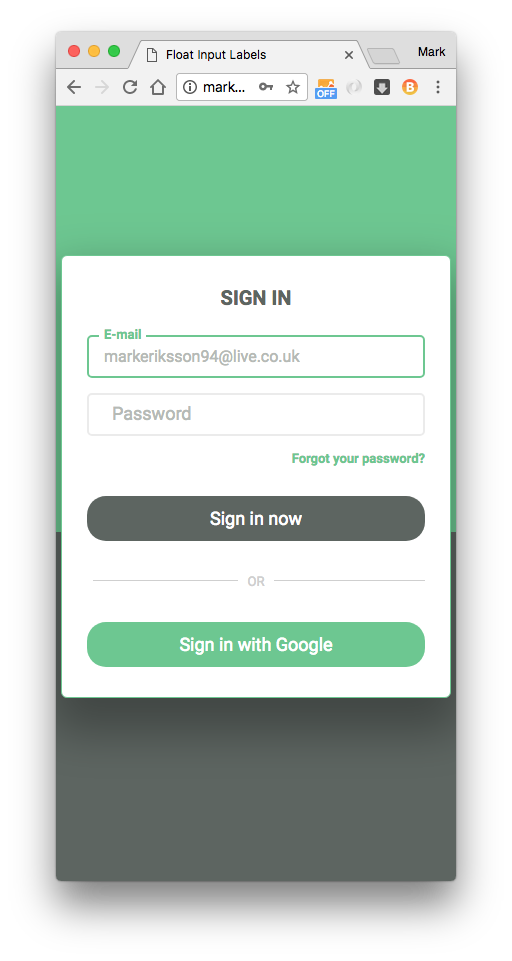 Float Input Labels
Mark
mark...
OFF
SIGN IN
E-mail
markeriksson94@live.co.uk
Password
Forgot your password?
Sign in now
OR
Sign in with Google